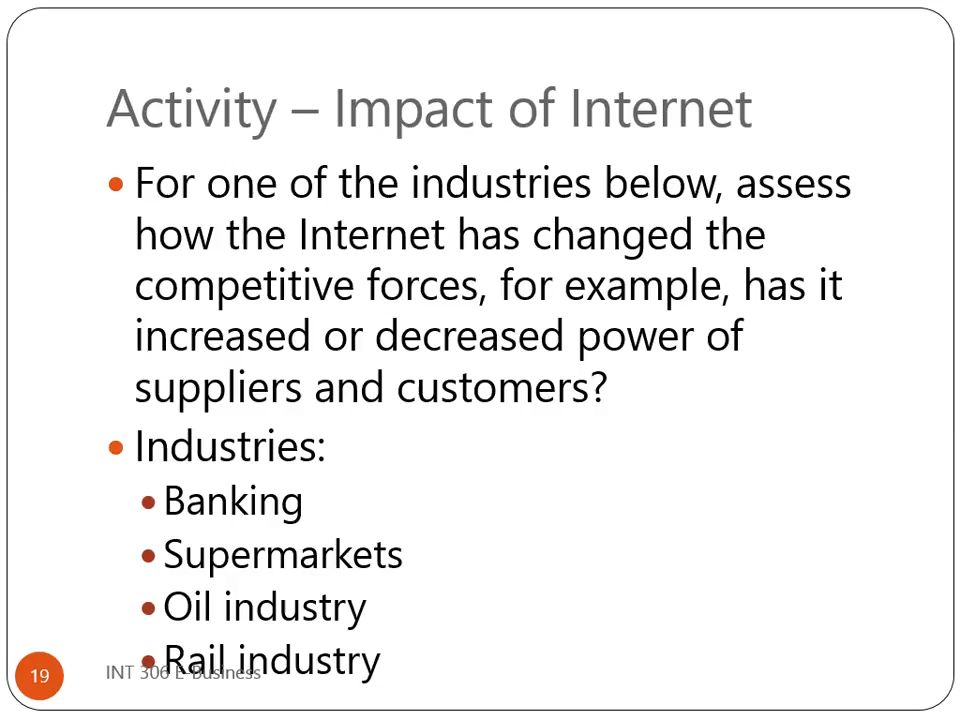 Activity – Impact of Internet
• For one of the industries below, assess
how the Internet has changed the
competitive forces, for example, has it
increased or decreased power of
suppliers and customers?
• Industries:
• Banking
• Supermarkets
• Oil industry
• Rail industry
19
INT 306 E-Business